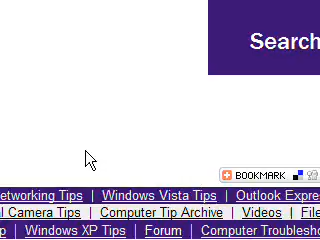 Search
BOOKMARK
etworking Tips | Windows Vista Tips | Outlook Expre
l Camera Tips | Computer Tip Archive | Videos | File
p | Windows XP Tips | Forum | Computer Troublesho